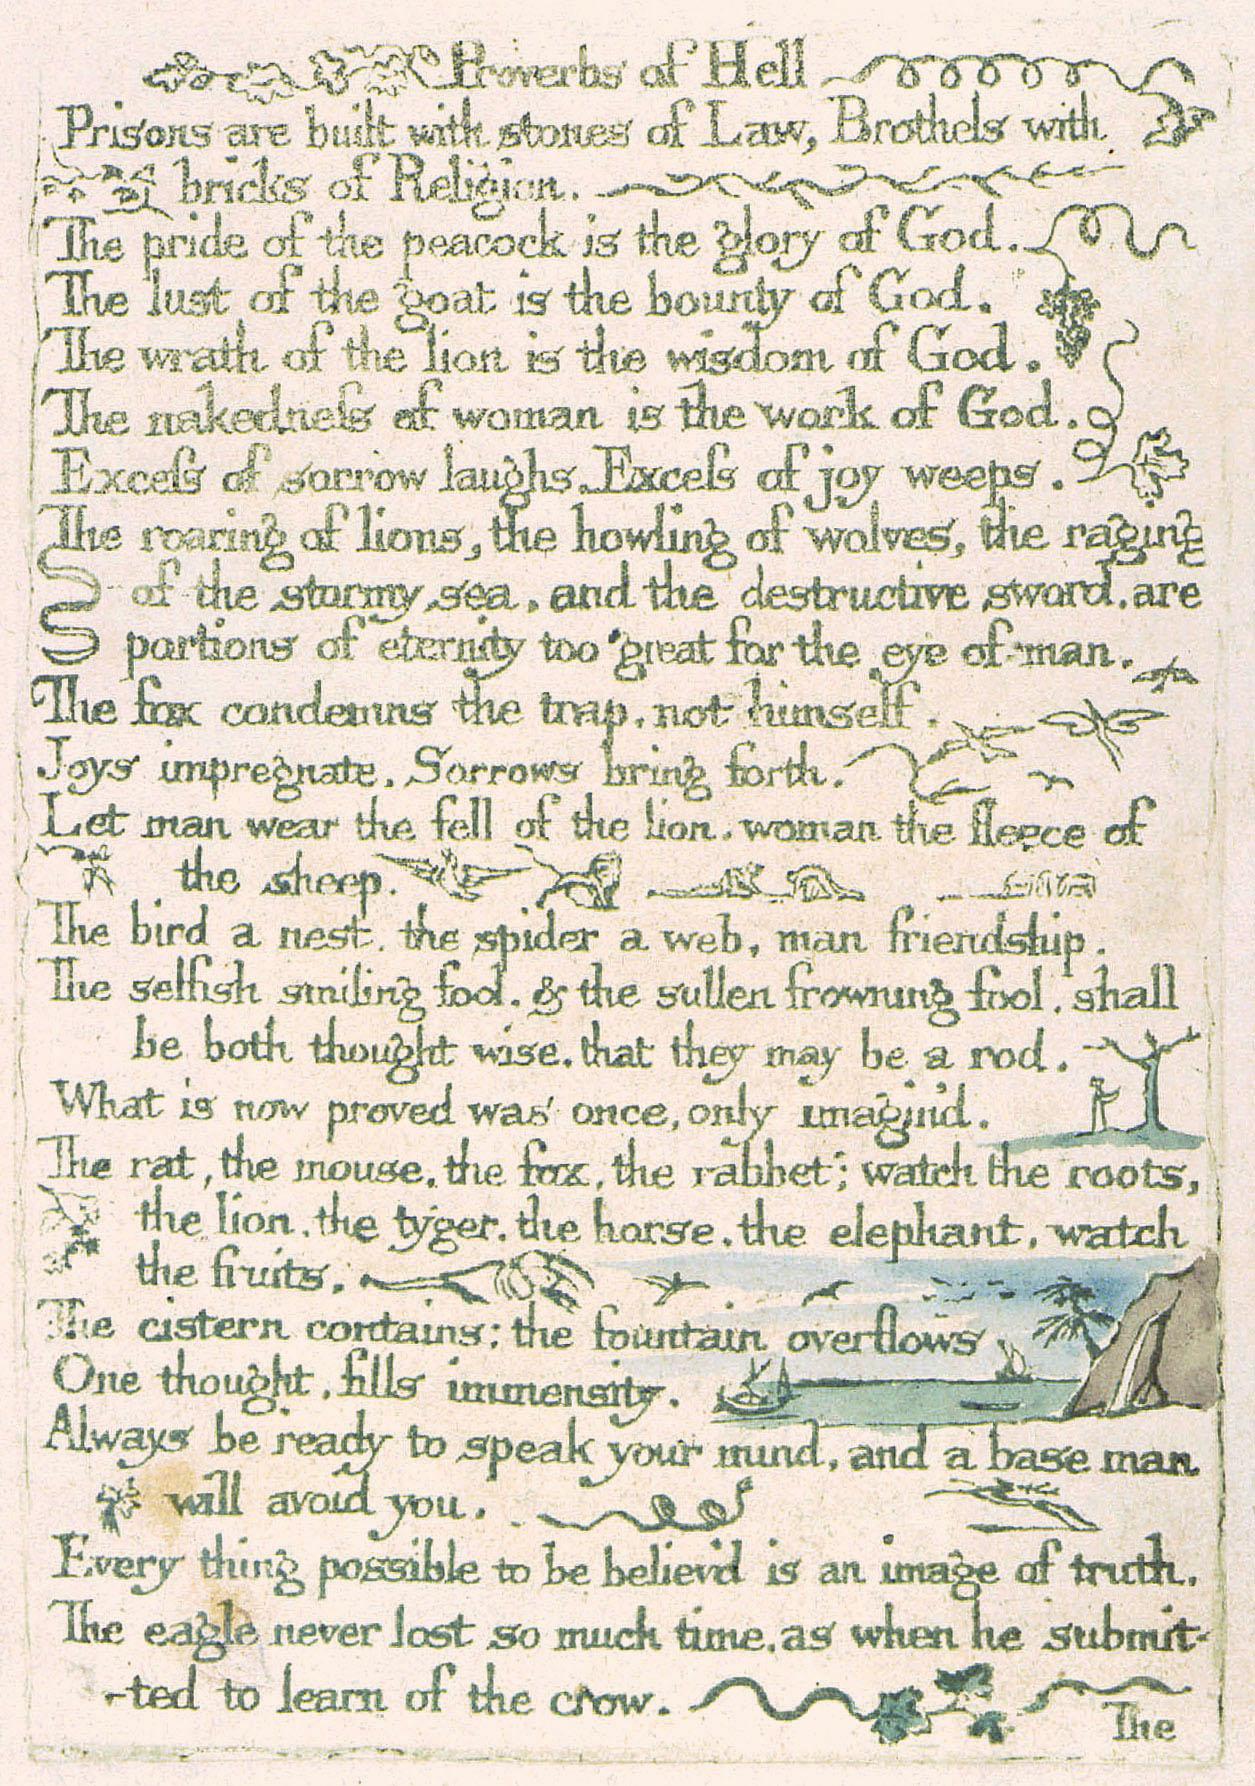 Proverbs of Hell
Prisons are built with stones of Law, Brothels with
bricks of Religion.
The pride of the peacock is the glory of God.
The lust of the goat is the bounty of God.
The wrath of the lion is the wisdom of God.
The nakedneſs of woman is the work of God.
Exceſs of sorrow laughs. Exceſs of joy weeps.
The roaring of lions, the howling of wolves, the raging
of the stormy sea, and the destructive sword, are
portions of eternity too great for the eye of man.
The fox condemns the trap, not himself.
Joys impregnate. Sorrows bring forth.
Let man wear the fell of the lion. woman the fleece of
the sheep.
The bird a nest, the spider a web, man friendship.
The selfish smiling fool. & the sullen frowning fool. shall
be both thought wise. that they may be a rod.
What is now proved was once, only imagin'd.
The rat, the mouse, the fox, the rabbet; watch the roots,
the lion, the tyger, the horse, the elephant, watch
the fruits.
The cistern contains: the fountain overflows
One thought. fills immensity.
Always be ready to speak your mind, and a base man
will avoid you.
Every thing possible to be believ'd is an image of truth.
The eagle never lost so much time, as when he submit-
-ted to learn of the crow.
The